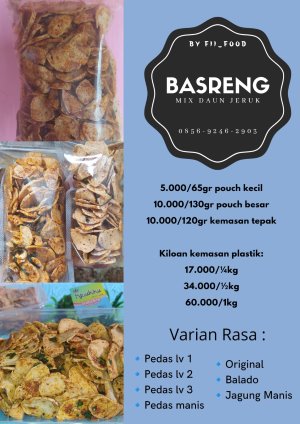 BY FII_FOOD
BASRENG
MIX DAUN JERUK
0856-9246-2903
5.000/65gr pouch kecil
10.000/130gr pouch besar
10.000/120gr kemasan tepak
Kiloan kemasan plastik:
17.000/¼kg
34.000/½kg
60.000/1kg
Varian Rasa :
Pedas lv 1
Pedas lv 2
Pedas lv 3
Pedas manis
Original
Balado
Jagung Manis